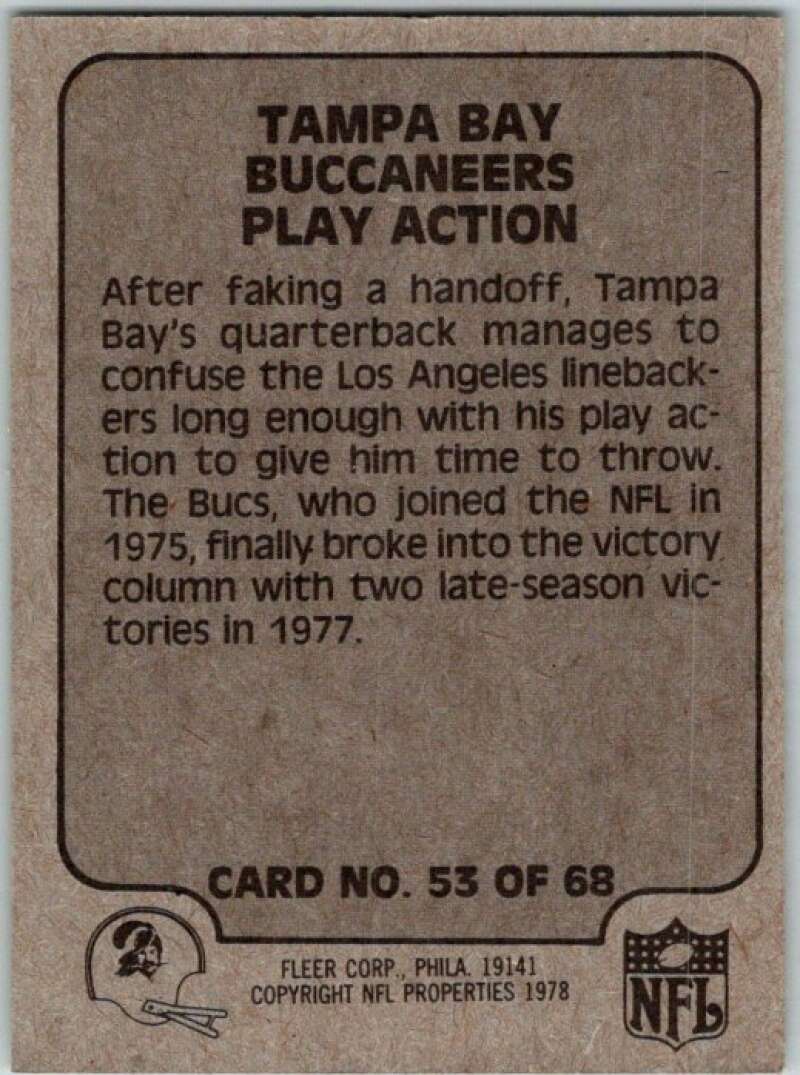 TAMPA BAY
BUCCANEERS
PLAY ACTION
After faking a handoff, Tampa
Bay's quarterback manages to
confuse the Los Angeles lineback-
ers long enough with his play ac-
tion to give him time to throw.
The Bucs, who joined the NFL in
1975, finally broke into the victory
column with two late-season vic-
tories in 1977.
CARD NO. 53 OF 68
FLEER CORP., PHILA. 19141
COPYRIGHT NFL PROPERTIES 1978
NFL